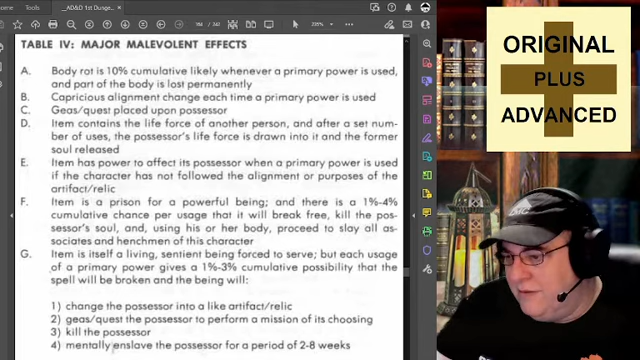 Tools
_AD&D 1st Dunge...
164
242
235%
TABLE IV: MAJOR MALEVOLENT EFFECTS
A. Body rot is 10% cumulative likely whenever a primary power is used,
and part of the body is lost permanently
B. Capricious alignment change each time a primary power is used
C. Geas/quest placed upon possessor
D. Item contains the life force of another person, and after a set num-
ber of uses, the possessor's life force is drawn into it and the former
soul released
E. Item has power to affect its possessor when a primary power is used
if the character has not followed the alignment or purposes of the
artifact/relic
F. Item is a prison for a powerful being; and there is a 1%-4%
cumulative chance per usage that it will break free, kill the pos-
sessor's soul, and, using his or her body, proceed to slay all as-
sociates and henchmen of this character
G. Item is itself a living, sentient being forced to serve; but each usage
of a primary power gives a 1%-3% cumulative possibility that the
spell will be broken and the being will:
1) change the possessor into a like artifact/relic
2) geas/quest the possessor to perform a mission of its choosing
3) kill the possessor
4) mentally enslave the possessor for a period of 2-8 weeks
ORIGINAL
PLUS
ADVANCED